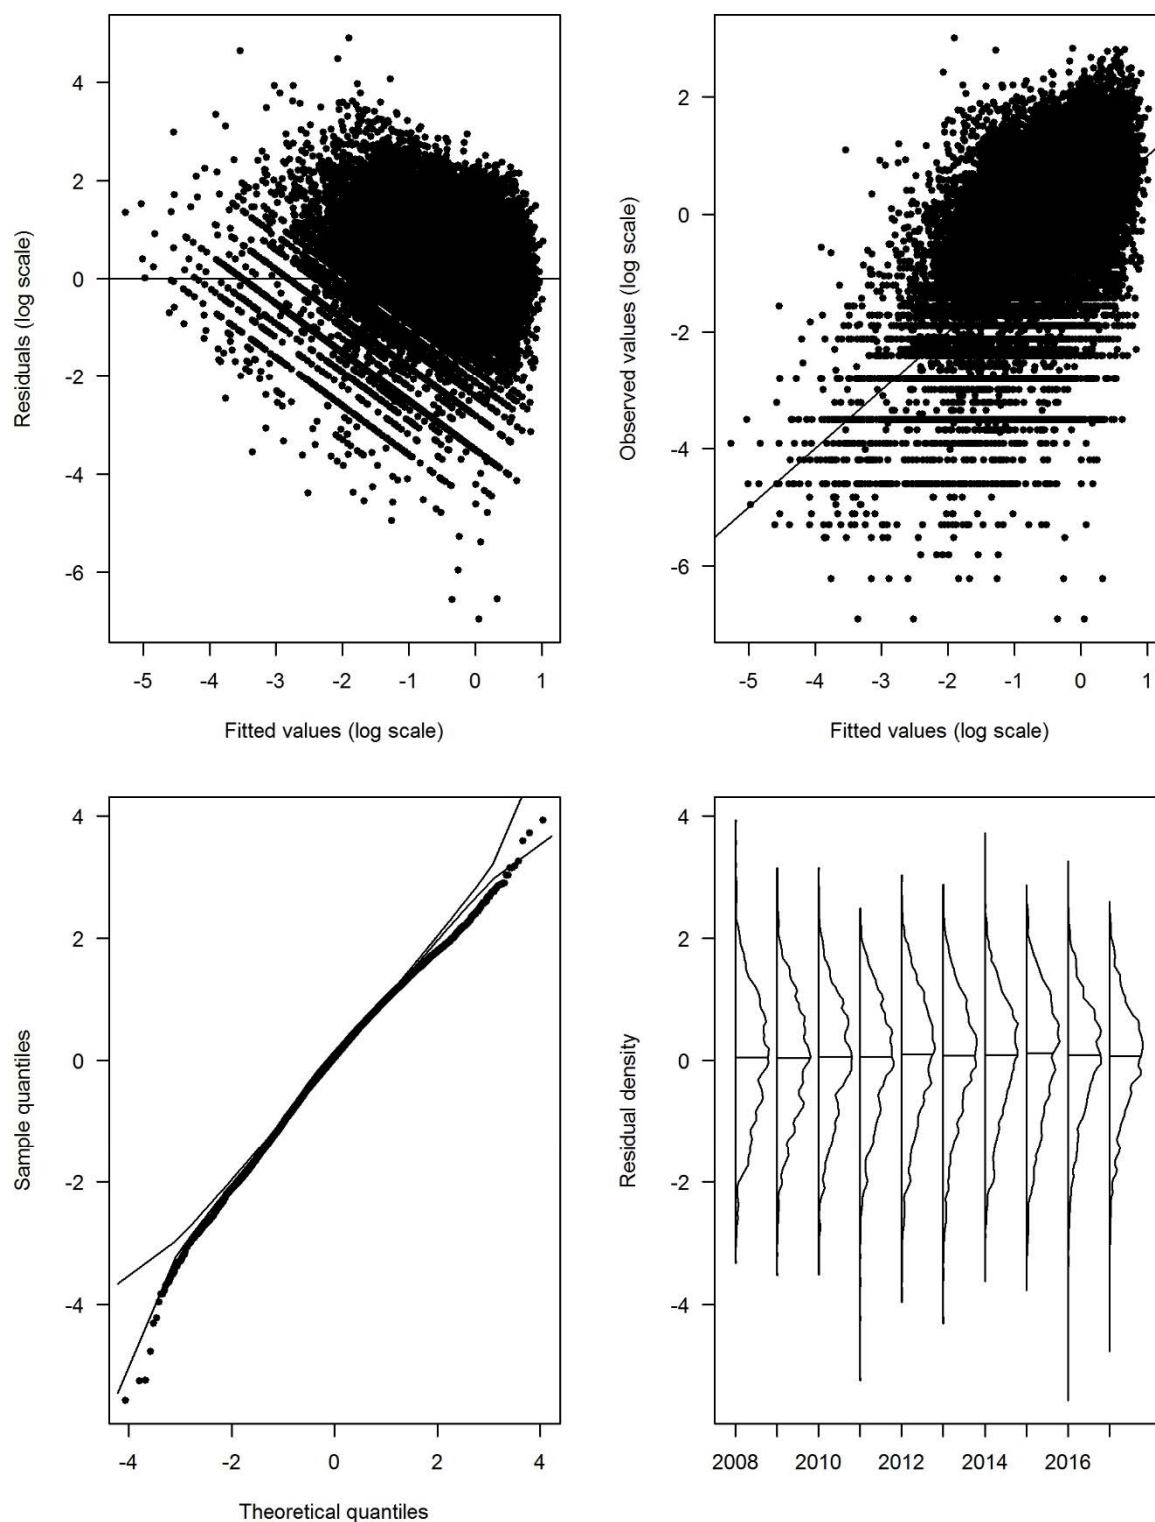 Residuals (log scale)
4
2
0
-2
-4
-6
-5 -4 -3 -2 -1 0 1
Fitted values (log scale)
Observed values (log scale)
2
0
-2
-4
-6
-5 -4 -3 -2 -1 0 1
Fitted values (log scale)
Sample quantiles
4
2
0
-2
-4
-4 -2 0 2 4
Theoretical quantiles
Residual density
4
2
0
-2
-4
2008 2010 2012 2014 2016